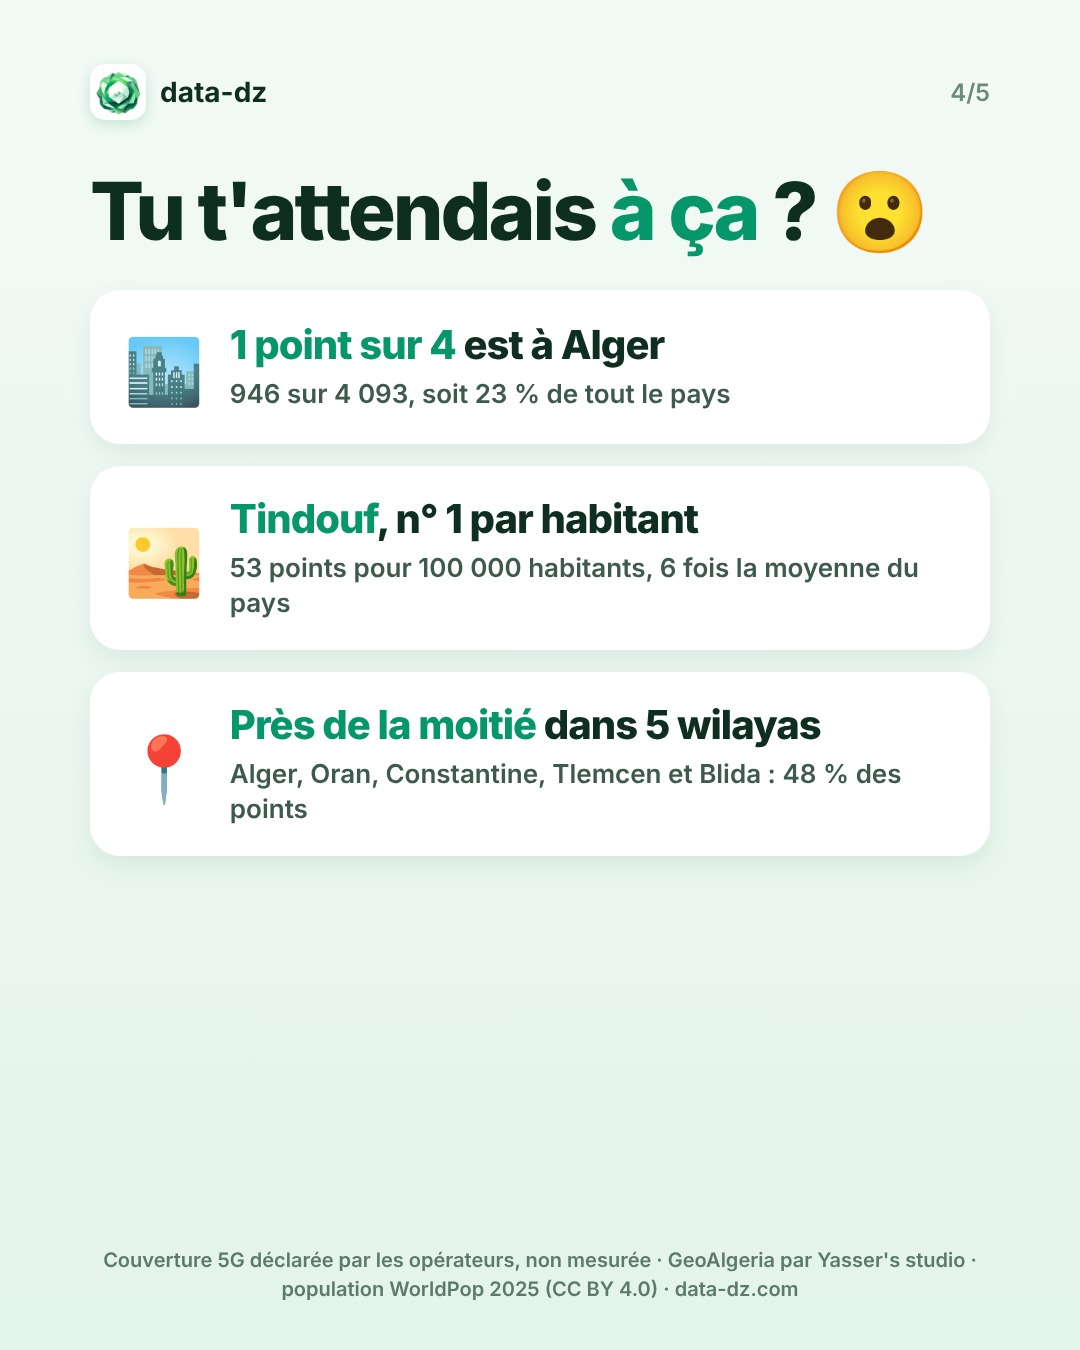 data-dz
4/5
Tu t'attendais à ça ? 😮
1 point sur 4 est à Alger
946 sur 4 093, soit 23 % de tout le pays
Tindouf, n° 1 par habitant
53 points pour 100 000 habitants, 6 fois la moyenne du
pays
Près de la moitié dans 5 wilayas
Alger, Oran, Constantine, Tlemcen et Blida : 48 % des
points
Couverture 5G déclarée par les opérateurs, non mesurée · GeoAlgeria par Yasser's studio ·
population WorldPop 2025 (CC BY 4.0) · data-dz.com